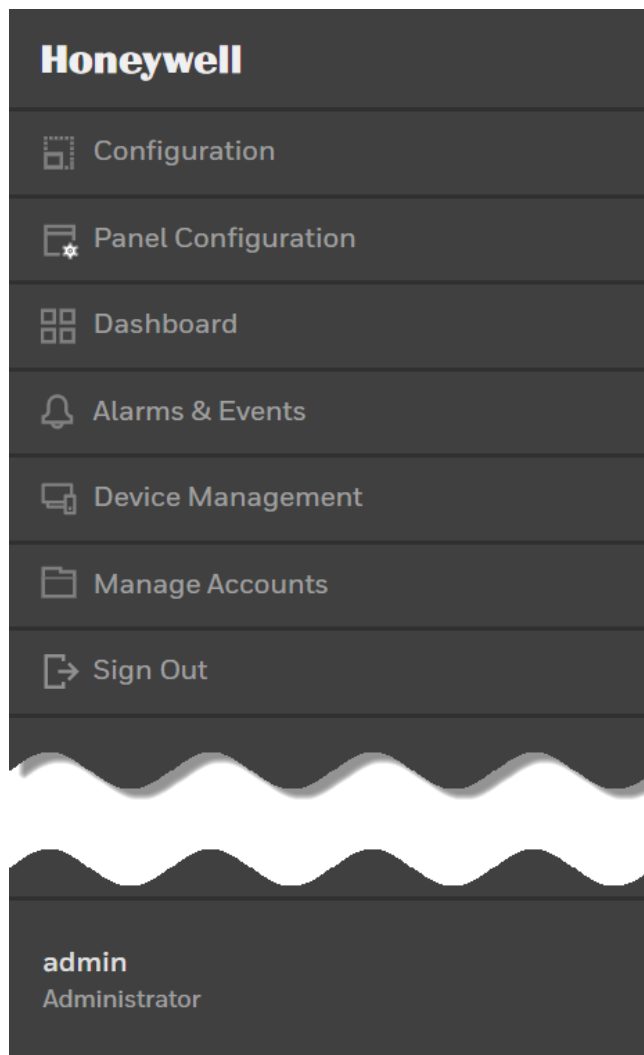 Honeywell
Configuration
Panel Configuration
Dashboard
Alarms & Events
Device Management
Manage Accounts
Sign Out
admin
Administrator